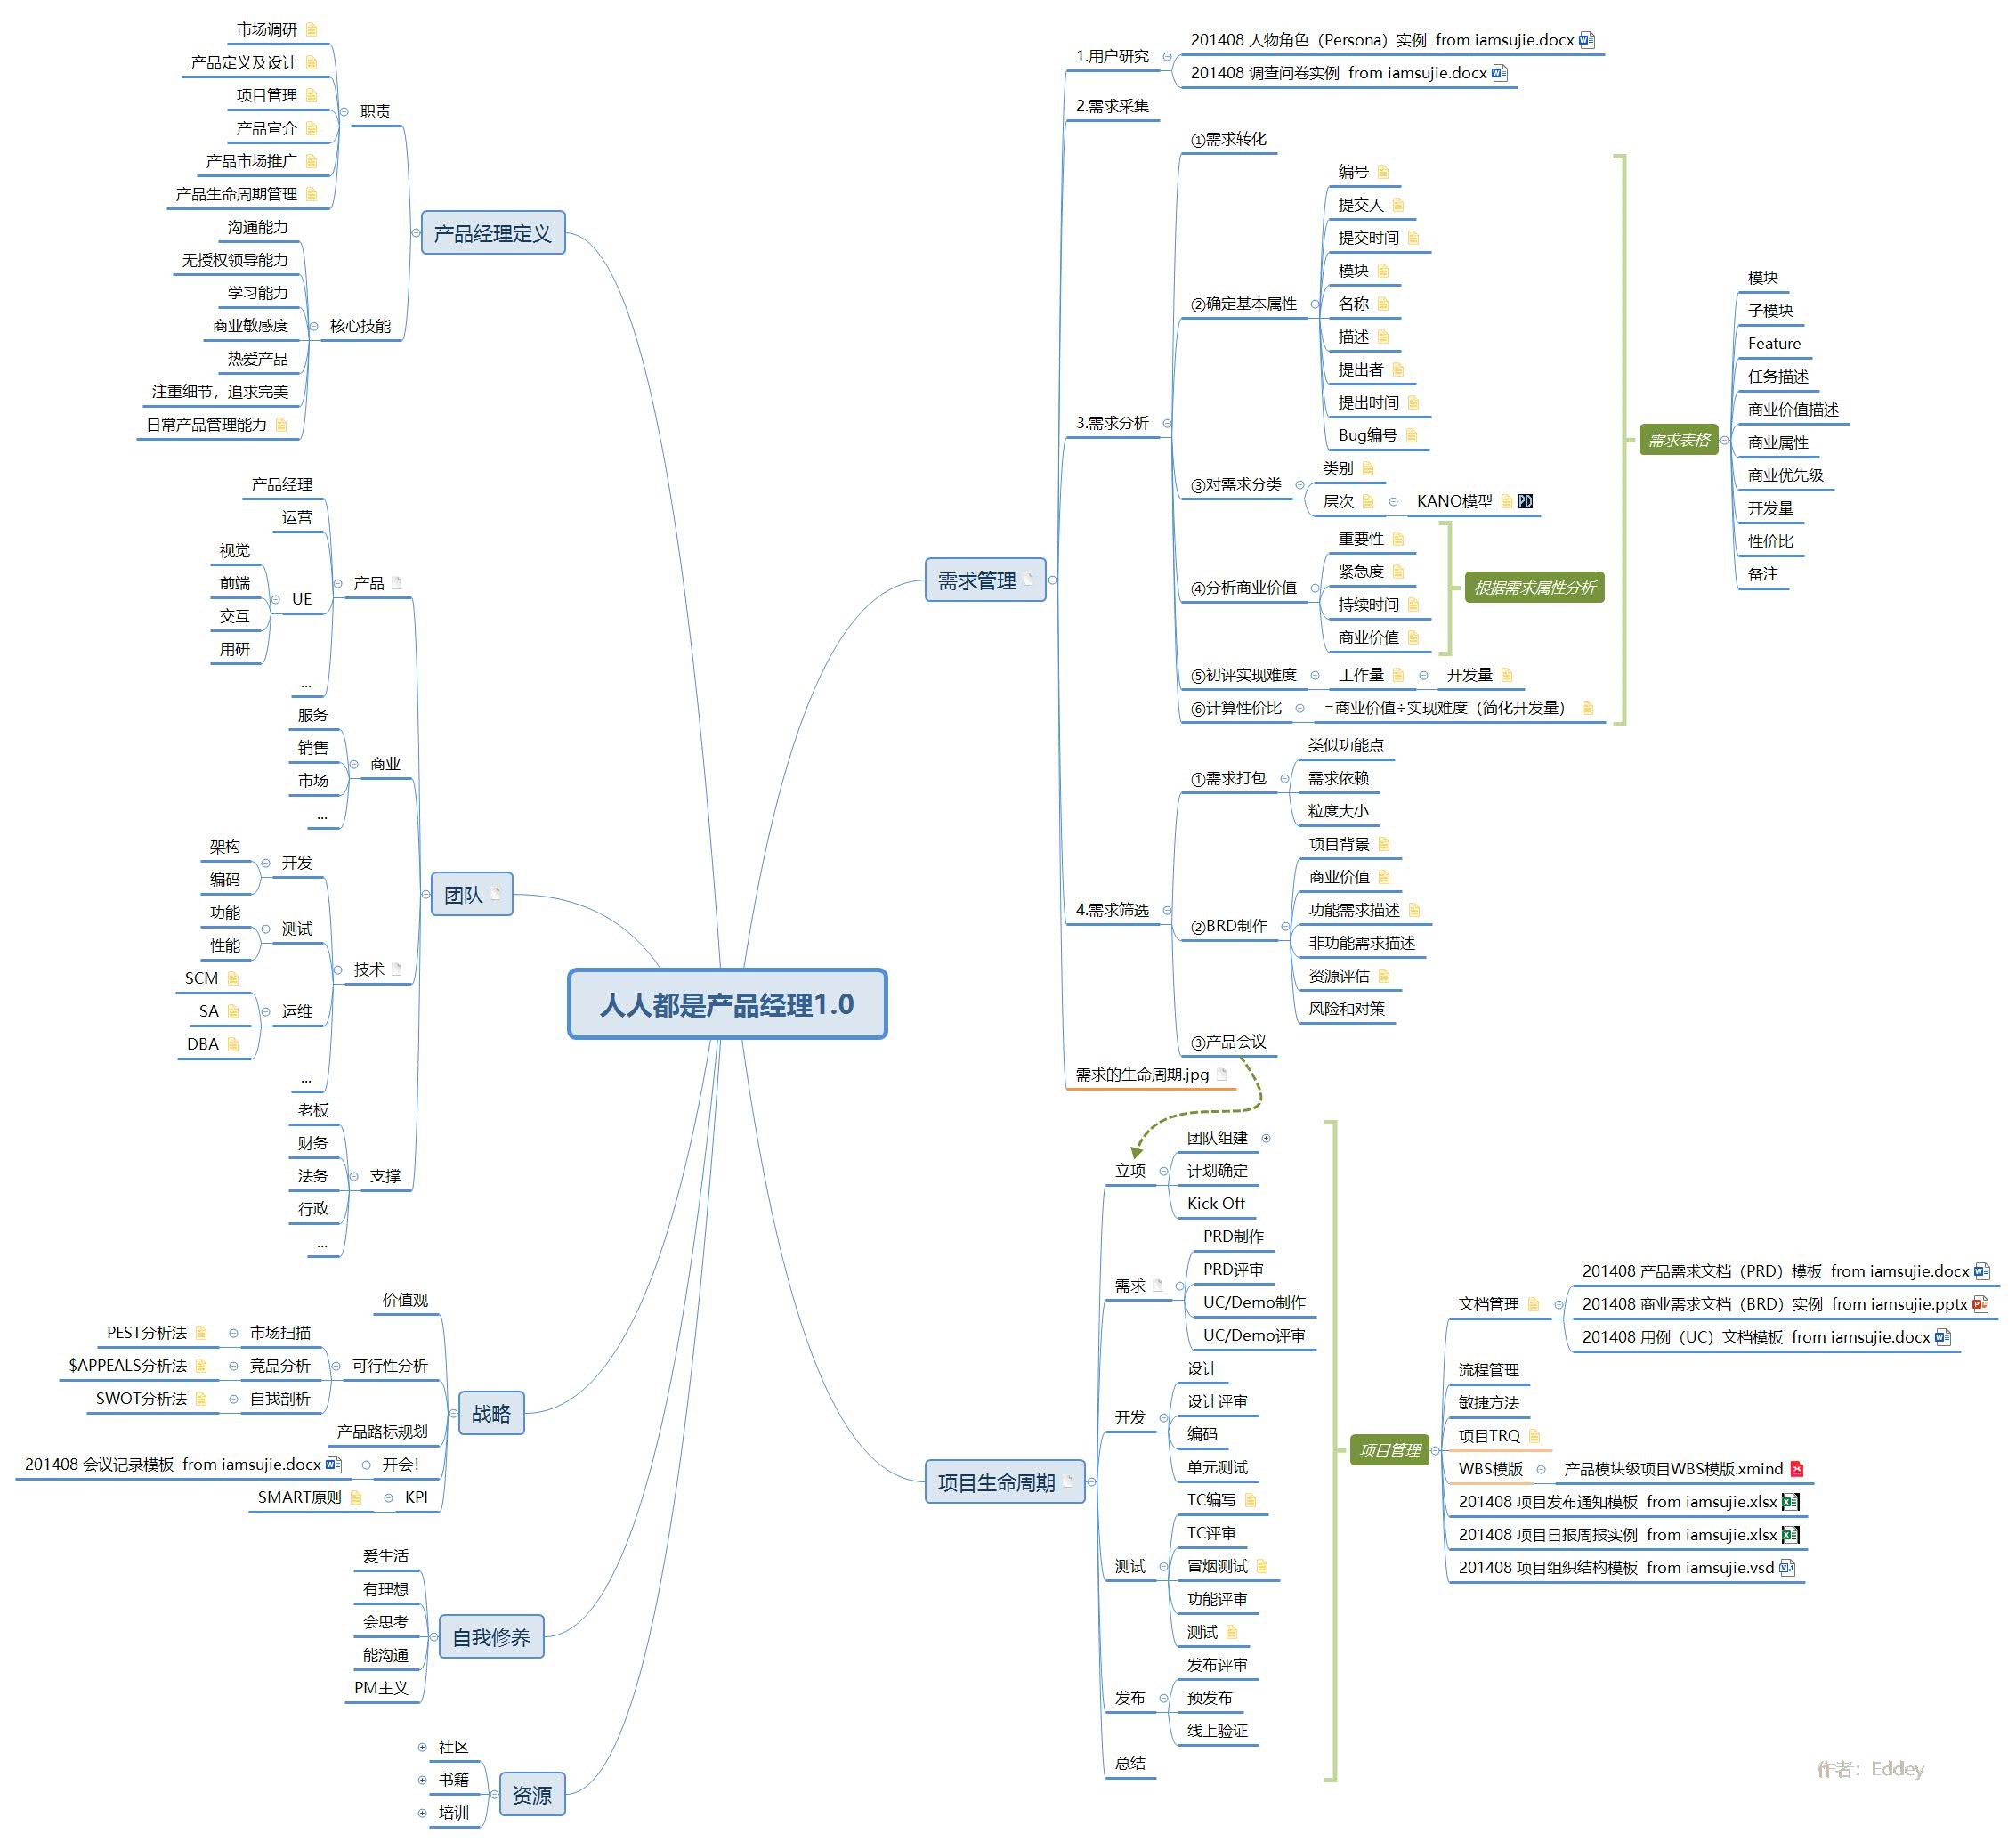 人人都是产品经理1.0
产品经理定义
职责
市场调研
产品定义及设计
项目管理
产品宣介
产品市场推广
产品生命周期管理
核心技能
沟通能力
无授权领导能力
学习能力
商业敏感度
热爱产品
注重细节，追求完美
日常产品管理能力
团队
产品
产品经理
运营
UE
视觉
前端
交互
用研
...
商业
服务
销售
市场
...
技术
开发
架构
编码
测试
功能
性能
运维
SCM
SA
DBA
...
支撑
老板
财务
法务
行政
...
战略
价值观
可行性分析
市场扫描
PEST分析法
竞品分析
$APPEALS分析法
自我剖析
SWOT分析法
产品路标规划
开会！
201408 会议记录模板 from iamsujie.docx
KPI
SMART原则
自我修养
爱生活
有理想
会思考
能沟通
PM主义
资源
社区
书籍
培训
需求管理
1.用户研究
201408 人物角色（Persona）实例 from iamsujie.docx
201408 调查问卷实例 from iamsujie.docx
2.需求采集
3.需求分析
①需求转化
②确定基本属性
编号
提交人
提交时间
模块
名称
描述
提出者
提出时间
Bug编号
③对需求分类
类别
层次
KANO模型
④分析商业价值
重要性
紧急度
持续时间
商业价值
根据需求属性分析
⑤初评实现难度
工作量
开发量
⑥计算性价比
=商业价值÷实现难度（简化开发量）
需求表格
模块
子模块
Feature
任务描述
商业价值描述
商业属性
商业优先级
开发量
性价比
备注
4.需求筛选
①需求打包
类似功能点
需求依赖
粒度大小
②BRD制作
项目背景
商业价值
功能需求描述
非功能需求描述
资源评估
风险和对策
③产品会议
需求的生命周期.jpg
项目生命周期
立项
团队组建
计划确定
Kick Off
需求
PRD制作
PRD评审
UC/Demo制作
UC/Demo评审
开发
设计
设计评审
编码
单元测试
测试
TC编写
TC评审
冒烟测试
功能评审
测试
发布
发布评审
预发布
线上验证
总结
项目管理
文档管理
201408 产品需求文档（PRD）模板 from iamsujie.docx
201408 商业需求文档（BRD）实例 from iamsujie.pptx
201408 用例（UC）文档模板 from iamsujie.docx
流程管理
敏捷方法
项目TRQ
WBS模版
产品模块级项目WBS模版.xmind
201408 项目发布通知模板 from iamsujie.xlsx
201408 项目日报周报实例 from iamsujie.xlsx
201408 项目组织结构模板 from iamsujie.vsd
作者：Eddey